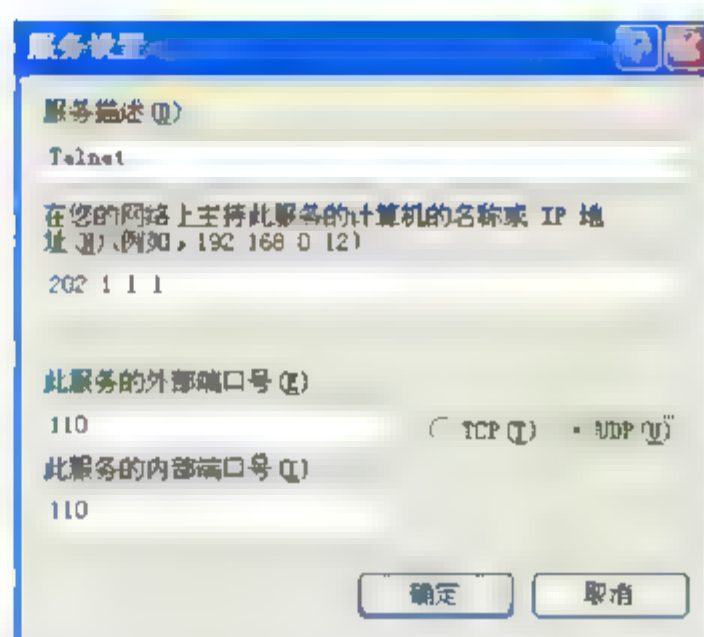 服务设置
服务描述(D)
Telnet
在您的网络上主持此服务的计算机的名称或 IP 地
址(N)(例如，192 168 0 12)
202 1 1 1
此服务的外部端口号(E)
110
TCP(T) UDP(U)
此服务的内部端口号(I)
110
确定 取消